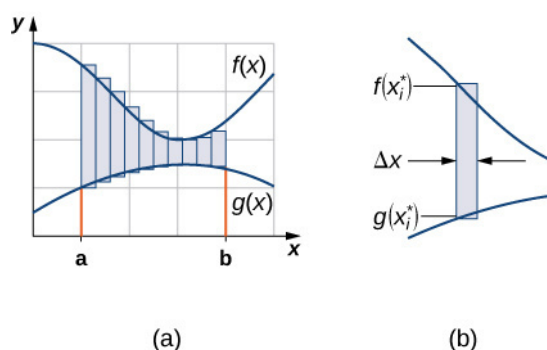 y
f(x)
g(x)
a
b
x
(a)
f(x_i^*)
Δx
g(x_i^*)
(b)